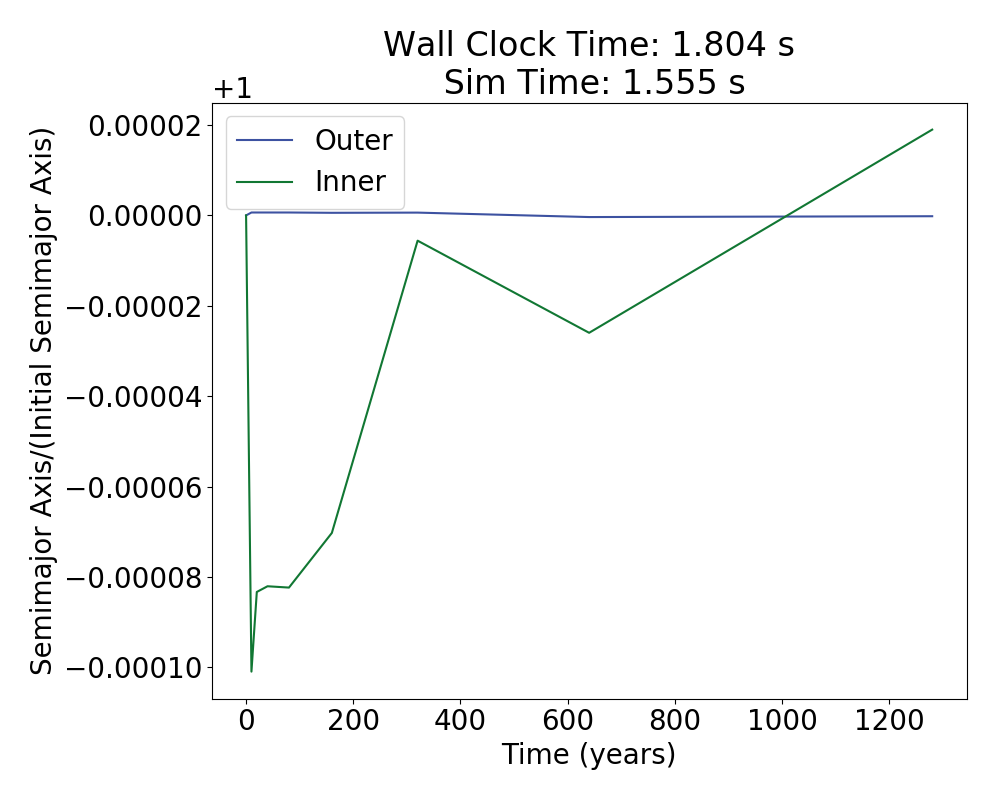 Wall Clock Time: 1.804 s
Sim Time: 1.555 s
+1
Outer
Inner
0.00002
0.00000
−0.00002
−0.00004
−0.00006
−0.00008
−0.00010
Semimajor Axis/(Initial Semimajor Axis)
0 200 400 600 800 1000 1200
Time (years)